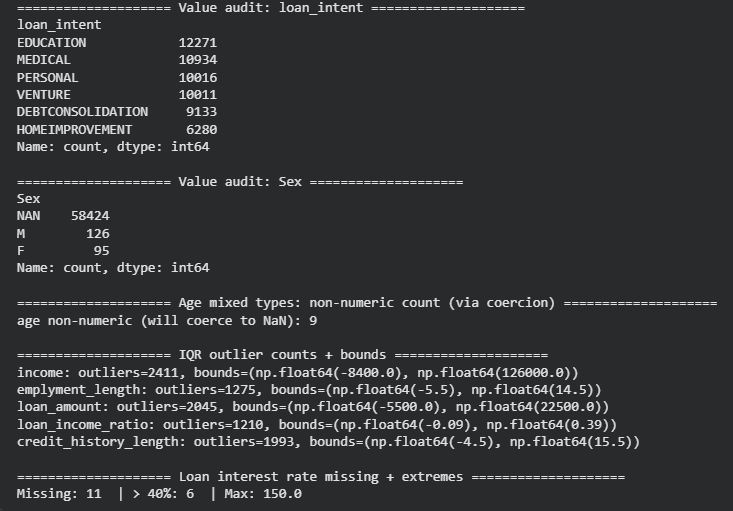 ==================== Value audit: loan_intent ====================
loan_intent
EDUCATION            12271
MEDICAL              10934
PERSONAL             10016
VENTURE              10011
DEBTCONSOLIDATION     9133
HOMEIMPROVEMENT       6280
Name: count, dtype: int64
==================== Value audit: Sex ====================
Sex
NAN    58424
M        126
F         95
Name: count, dtype: int64
==================== Age mixed types: non-numeric count (via coercion) ====================
age non-numeric (will coerce to NaN): 9
==================== IQR outlier counts + bounds ====================
income: outliers=2411, bounds=(np.float64(-8400.0), np.float64(126000.0))
emplyment_length: outliers=1275, bounds=(np.float64(-5.5), np.float64(14.5))
loan_amount: outliers=2045, bounds=(np.float64(-5500.0), np.float64(22500.0))
loan_income_ratio: outliers=1210, bounds=(np.float64(-0.09), np.float64(0.39))
credit_history_length: outliers=1993, bounds=(np.float64(-4.5), np.float64(15.5))
==================== Loan interest rate missing + extremes ====================
Missing: 11  | > 40%: 6  | Max: 150.0